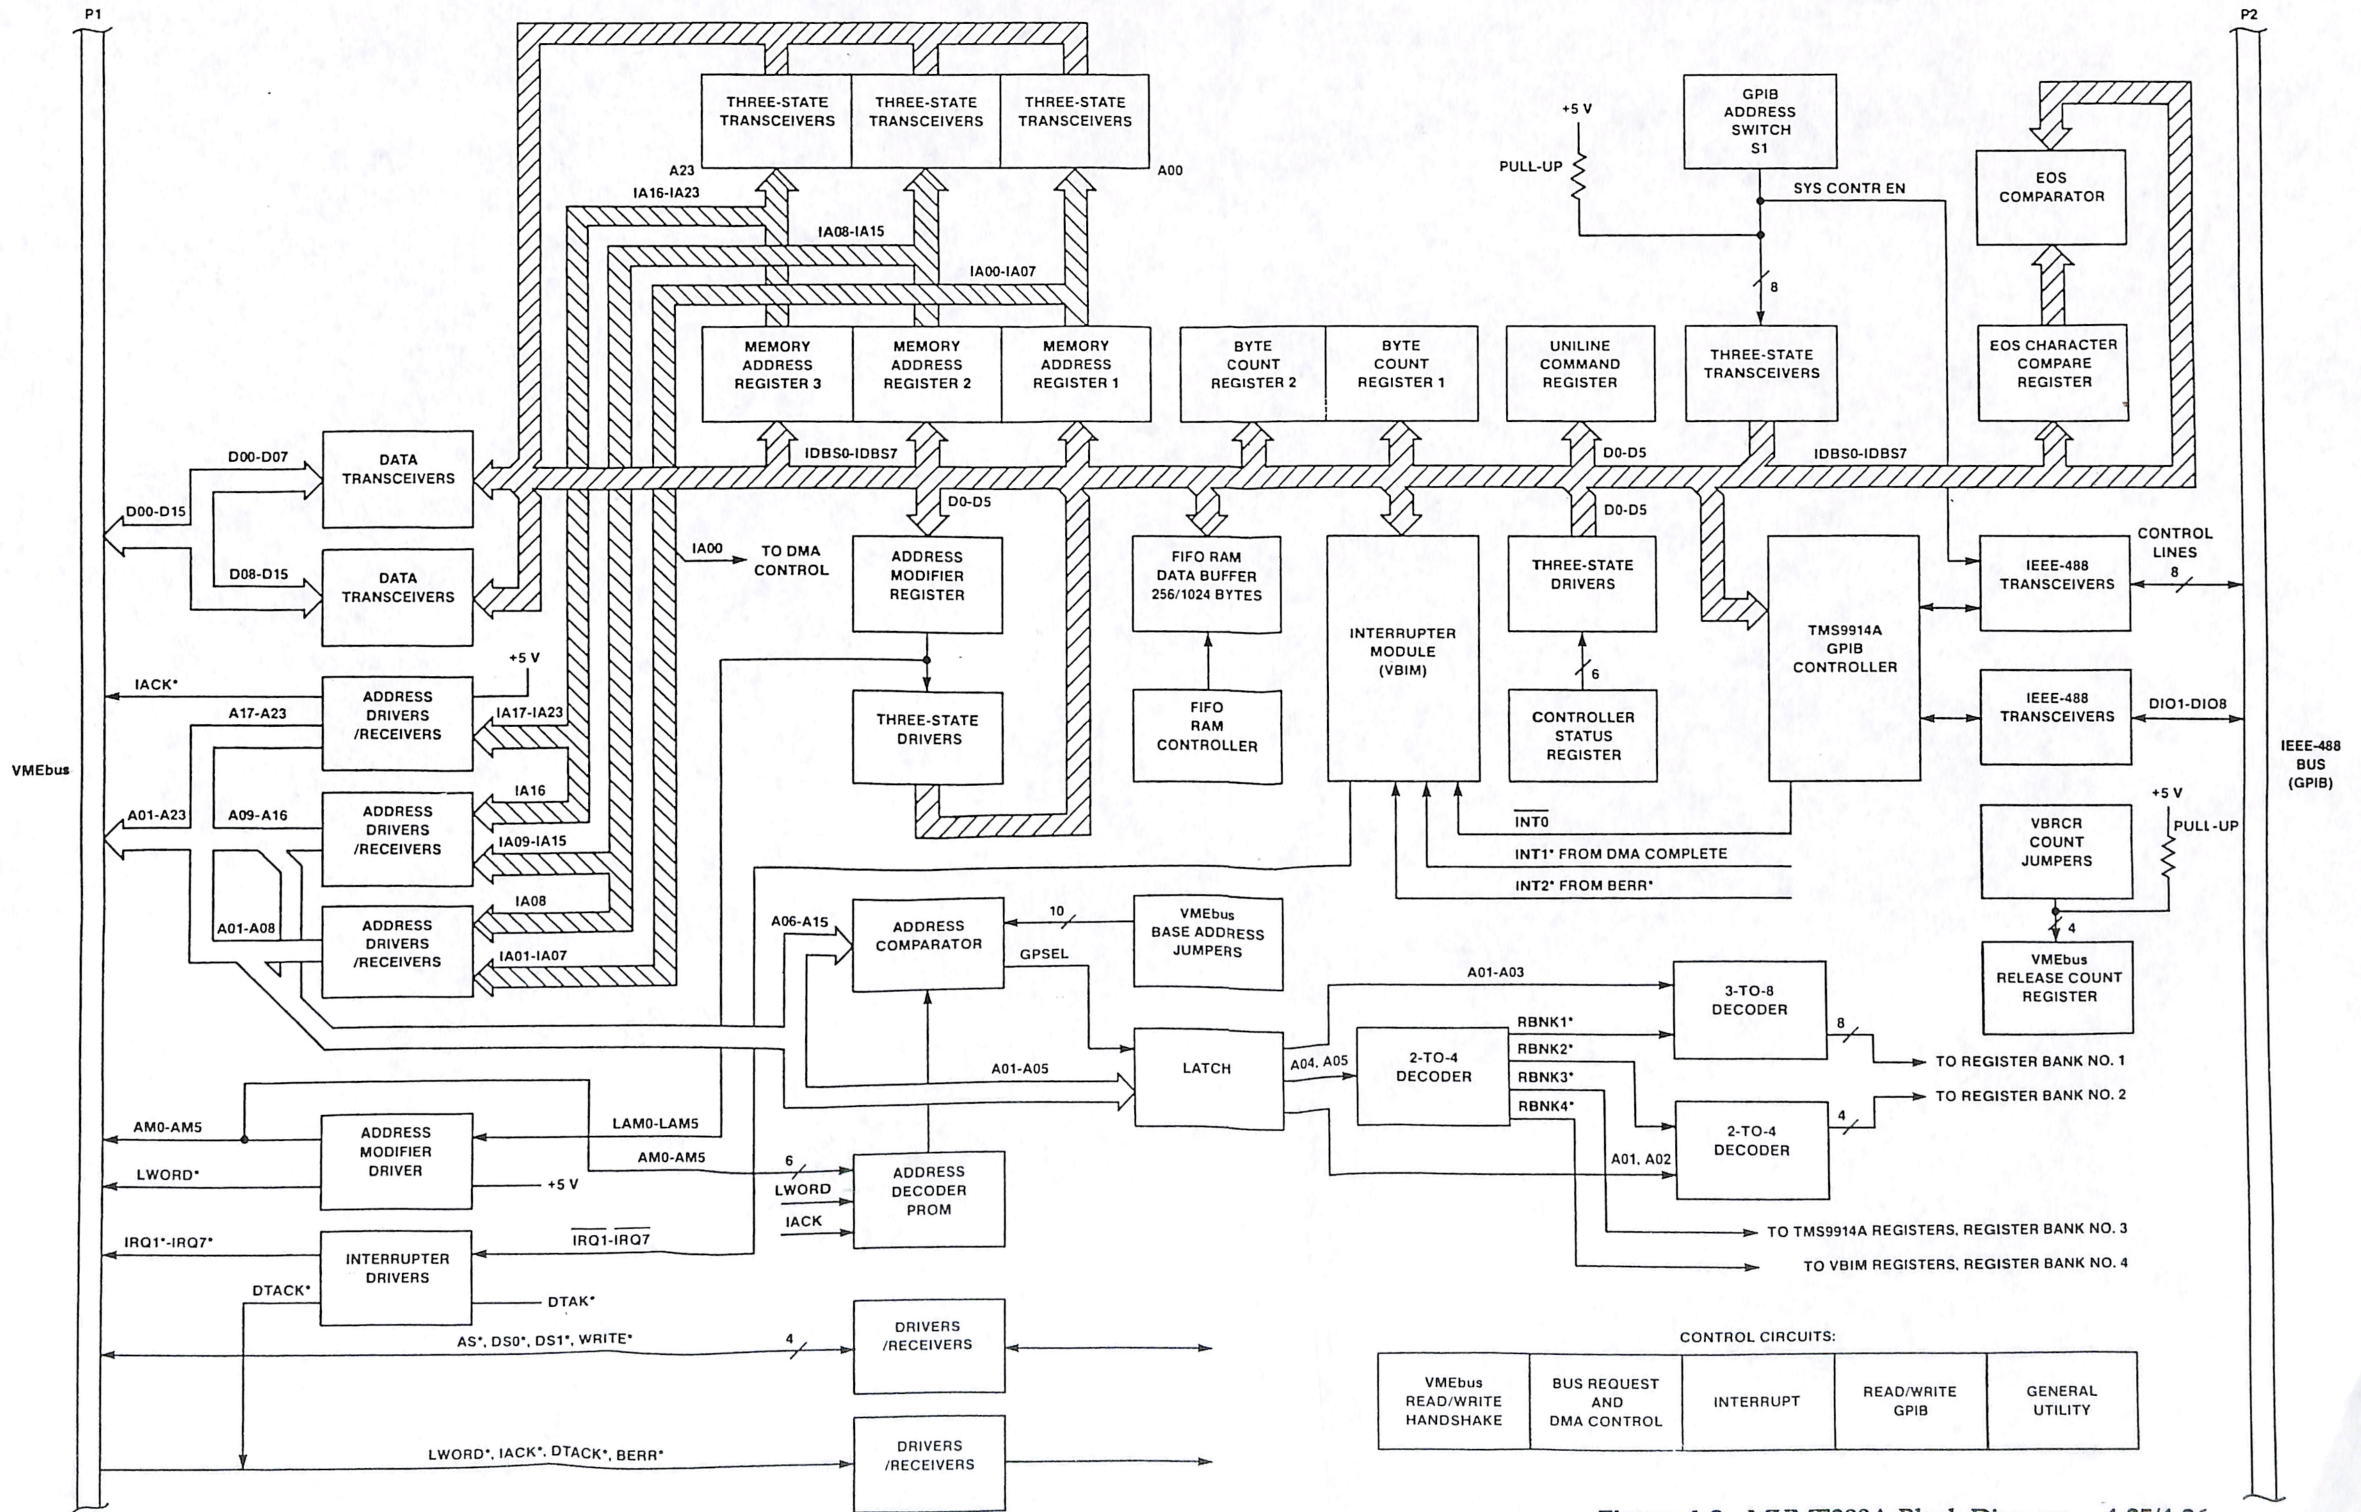 P1
P2
THREE-STATE
TRANSCEIVERS
THREE-STATE
TRANSCEIVERS
THREE-STATE
TRANSCEIVERS
A23
A00
IA16-IA23
IA08-IA15
IA00-IA07
+5 V
PULL-UP
GPIB
ADDRESS
SWITCH
S1
SYS CONTR EN
8
EOS
COMPARATOR
MEMORY
ADDRESS
REGISTER 3
MEMORY
ADDRESS
REGISTER 2
MEMORY
ADDRESS
REGISTER 1
BYTE
COUNT
REGISTER 2
BYTE
COUNT
REGISTER 1
UNILINE
COMMAND
REGISTER
THREE-STATE
TRANSCEIVERS
EOS CHARACTER
COMPARE
REGISTER
D00-D07
DATA
TRANSCEIVERS
IDBS0-IDBS7
D0-D5
IDBS0-IDBS7
D00-D15
D0-D5
D0-D5
D08-D15
DATA
TRANSCEIVERS
IA00
TO DMA
CONTROL
ADDRESS
MODIFIER
REGISTER
FIFO RAM
DATA BUFFER
256/1024 BYTES
INTERRUPTER
MODULE
(VBIM)
THREE-STATE
DRIVERS
TMS9914A
GPIB
CONTROLLER
IEEE-488
TRANSCEIVERS
CONTROL
LINES
8
+5 V
IACK*
ADDRESS
DRIVERS
/RECEIVERS
A17-A23
IA17-IA23
THREE-STATE
DRIVERS
FIFO
RAM
CONTROLLER
6
CONTROLLER
STATUS
REGISTER
IEEE-488
TRANSCEIVERS
DIO1-DIO8
VMEbus
IEEE-488
BUS
(GPIB)
IA16
A01-A23
A09-A16
ADDRESS
DRIVERS
/RECEIVERS
IA09-IA15
INT0
INT1* FROM DMA COMPLETE
INT2* FROM BERR*
VBRCR
COUNT
JUMPERS
+5 V
PULL-UP
4
IA08
A01-A08
ADDRESS
DRIVERS
/RECEIVERS
IA01-IA07
A06-A15
ADDRESS
COMPARATOR
10
VMEbus
BASE ADDRESS
JUMPERS
GPSEL
VMEbus
RELEASE COUNT
REGISTER
A01-A03
3-TO-8
DECODER
8
RBNK1*
RBNK2*
RBNK3*
RBNK4*
LATCH
A04, A05
2-TO-4
DECODER
A01-A05
TO REGISTER BANK NO. 1
TO REGISTER BANK NO. 2
AM0-AM5
ADDRESS
MODIFIER
DRIVER
LAM0-LAM5
AM0-AM5
6
2-TO-4
DECODER
4
A01, A02
LWORD*
+5 V
LWORD
IACK
ADDRESS
DECODER
PROM
TO TMS9914A REGISTERS, REGISTER BANK NO. 3
TO VBIM REGISTERS, REGISTER BANK NO. 4
IRQ1*-IRQ7*
INTERRUPTER
DRIVERS
IRQ1-IRQ7
DTACK*
DTAK*
AS*, DS0*, DS1*, WRITE*
4
DRIVERS
/RECEIVERS
CONTROL CIRCUITS:
VMEbus
READ/WRITE
HANDSHAKE
BUS REQUEST
AND
DMA CONTROL
INTERRUPT
READ/WRITE
GPIB
GENERAL
UTILITY
LWORD*, IACK*, DTACK*, BERR*
DRIVERS
/RECEIVERS